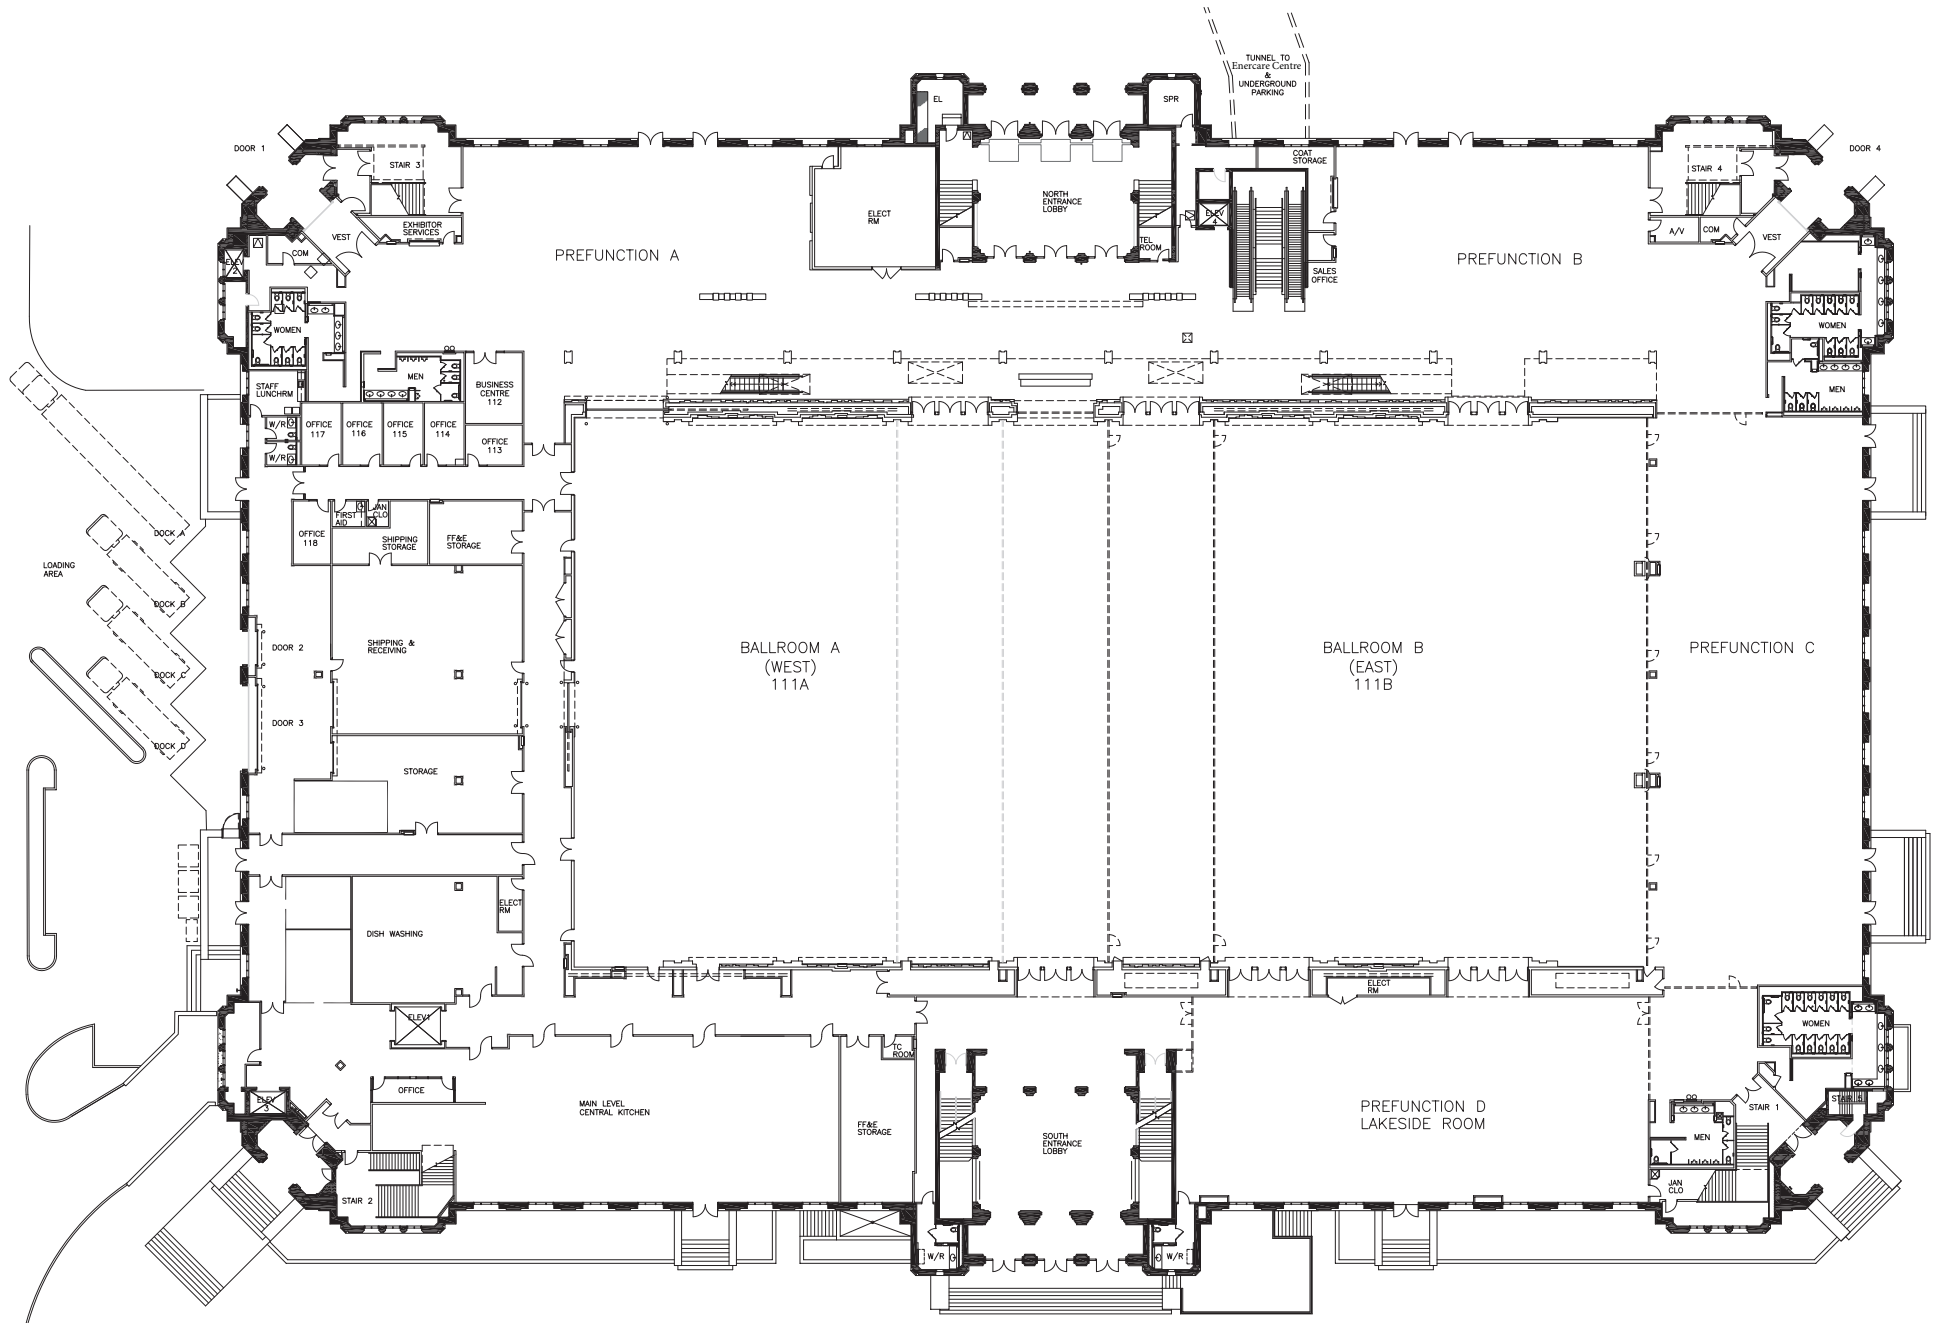 TUNNEL TO
Enercare Centre
&
UNDERGROUND
PARKING
EL
SPR
DOOR 1
STAIR 3
COAT
STORAGE
STAIR 4
DOOR 4
NORTH
ENTRANCE
LOBBY
ELECT
RM
ELEV
4
EXHIBITOR
SERVICES
VEST
COM
ELEV
2
TEL
ROOM
A/V
COM
VEST
PREFUNCTION A
PREFUNCTION B
SALES
OFFICE
WOMEN
WOMEN
MEN
BUSINESS
CENTRE
112
STAFF
LUNCHRM
MEN
W/R
W/R
OFFICE
117
OFFICE
116
OFFICE
115
OFFICE
114
OFFICE
113
FIRST
AID
JAN
CLO
OFFICE
118
SHIPPING
STORAGE
FF&E
STORAGE
DOCK A
LOADING
AREA
DOCK B
DOOR 2
SHIPPING &
RECEIVING
BALLROOM A
(WEST)
111A
BALLROOM B
(EAST)
111B
PREFUNCTION C
DOCK C
DOOR 3
DOCK D
STORAGE
ELECT
RM
DISH WASHING
ELECT
RM
ELEV1
WOMEN
TC
ROOM
OFFICE
ELEV
3
MAIN LEVEL
CENTRAL KITCHEN
FF&E
STORAGE
SOUTH
ENTRANCE
LOBBY
PREFUNCTION D
LAKESIDE ROOM
STAIR 1
STAIR 5
MEN
JAN
CLO
STAIR 2
W/R
W/R